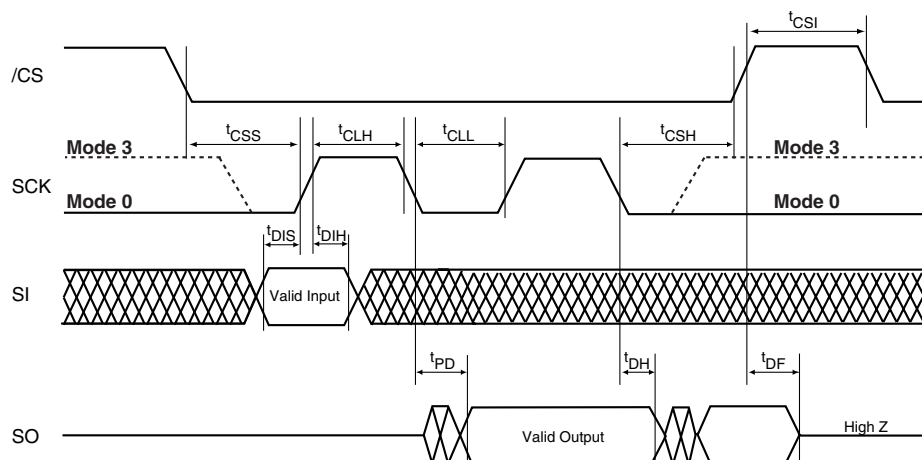 tCSI
/CS
tCSS tCLH tCLL tCSH
Mode 3 Mode 3
SCK
Mode 0 Mode 0
tDIS tDIH
SI Valid Input
tPD tDH tDF
SO Valid Output High Z